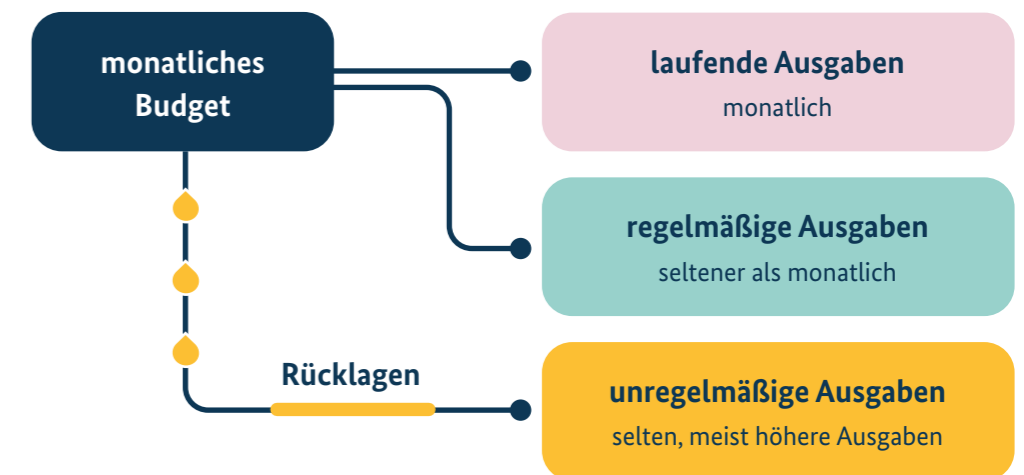 monatliches
Budget
laufende Ausgaben
monatlich
regelmäßige Ausgaben
seltener als monatlich
Rücklagen
unregelmäßige Ausgaben
selten, meist höhere Ausgaben